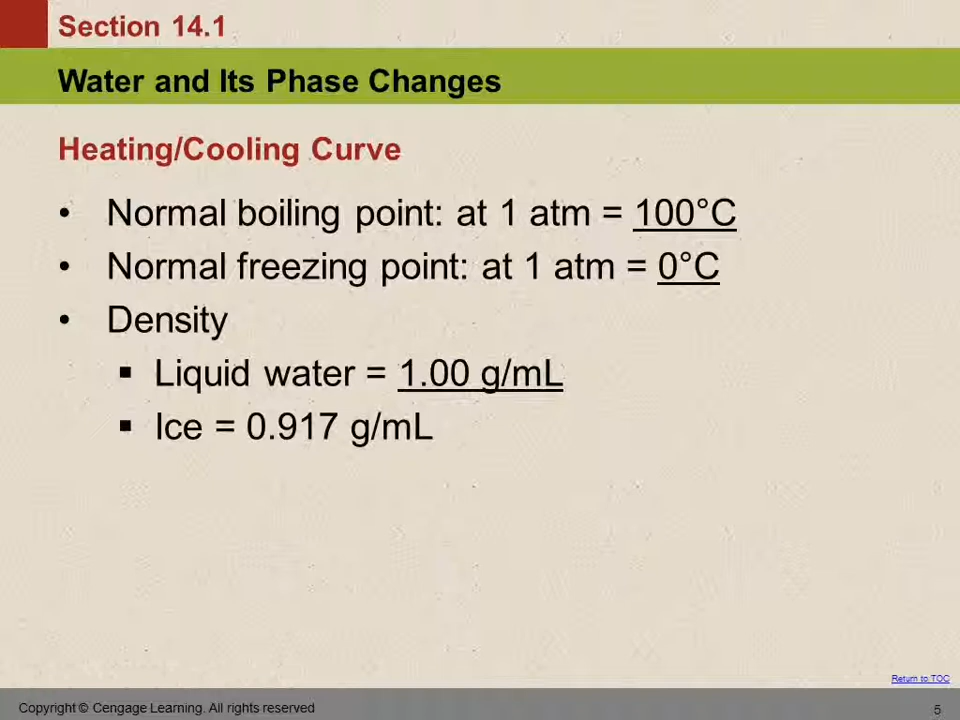 Section 14.1
Water and Its Phase Changes
Heating/Cooling Curve
• Normal boiling point: at 1 atm = 100°C
• Normal freezing point: at 1 atm = 0°C
• Density
▪ Liquid water = 1.00 g/mL
▪ Ice = 0.917 g/mL
Return to TOC
Copyright © Cengage Learning. All rights reserved
5